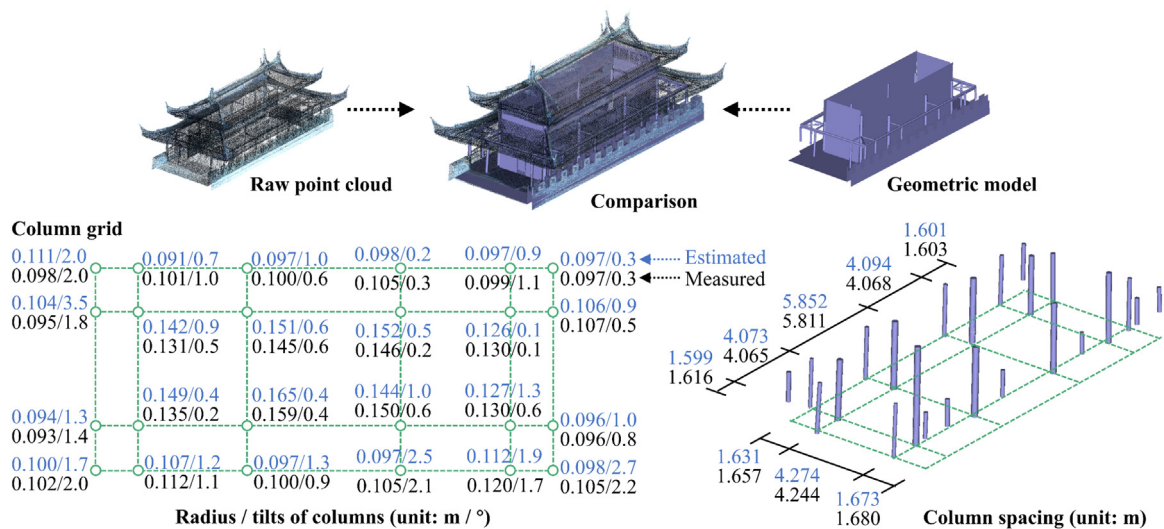 Raw point cloud
Comparison
Geometric model
Column grid
0.111/2.0 0.091/0.7 0.097/1.0 0.098/0.2 0.097/0.9 0.097/0.3 Estimated
0.098/2.0 0.101/1.0 0.100/0.6 0.105/0.3 0.099/1.1 0.097/0.3 Measured
0.104/3.5 0.106/0.9
0.095/1.8 0.107/0.5
0.142/0.9 0.151/0.6 0.152/0.5 0.126/0.1
0.131/0.5 0.145/0.6 0.146/0.2 0.130/0.1
0.149/0.4 0.165/0.4 0.144/1.0 0.127/1.3
0.135/0.2 0.159/0.4 0.150/0.6 0.130/0.6
0.094/1.3 0.096/1.0
0.093/1.4 0.096/0.8
0.100/1.7 0.107/1.2 0.097/1.3 0.097/2.5 0.112/1.9 0.098/2.7
0.102/2.0 0.112/1.1 0.100/0.9 0.105/2.1 0.120/1.7 0.105/2.2
Radius / tilts of columns (unit: m / °)
1.601
1.603
4.094
4.068
5.852
5.811
4.073
4.065
1.599
1.616
1.631
1.657
4.274
4.244
1.673
1.680
Column spacing (unit: m)